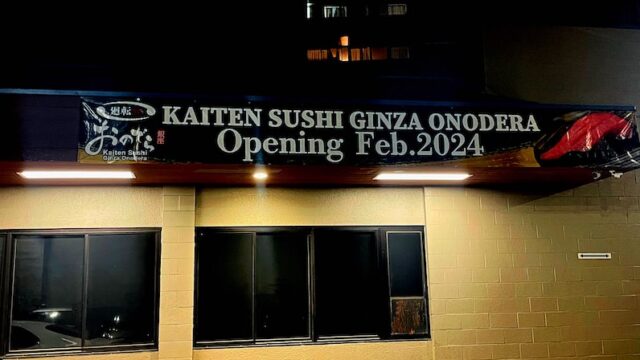 廻転
おのでら
銀座
Kaiten Sushi
Ginza Onodera
KAITEN SUSHI GINZA ONODERA
Opening Feb.2024